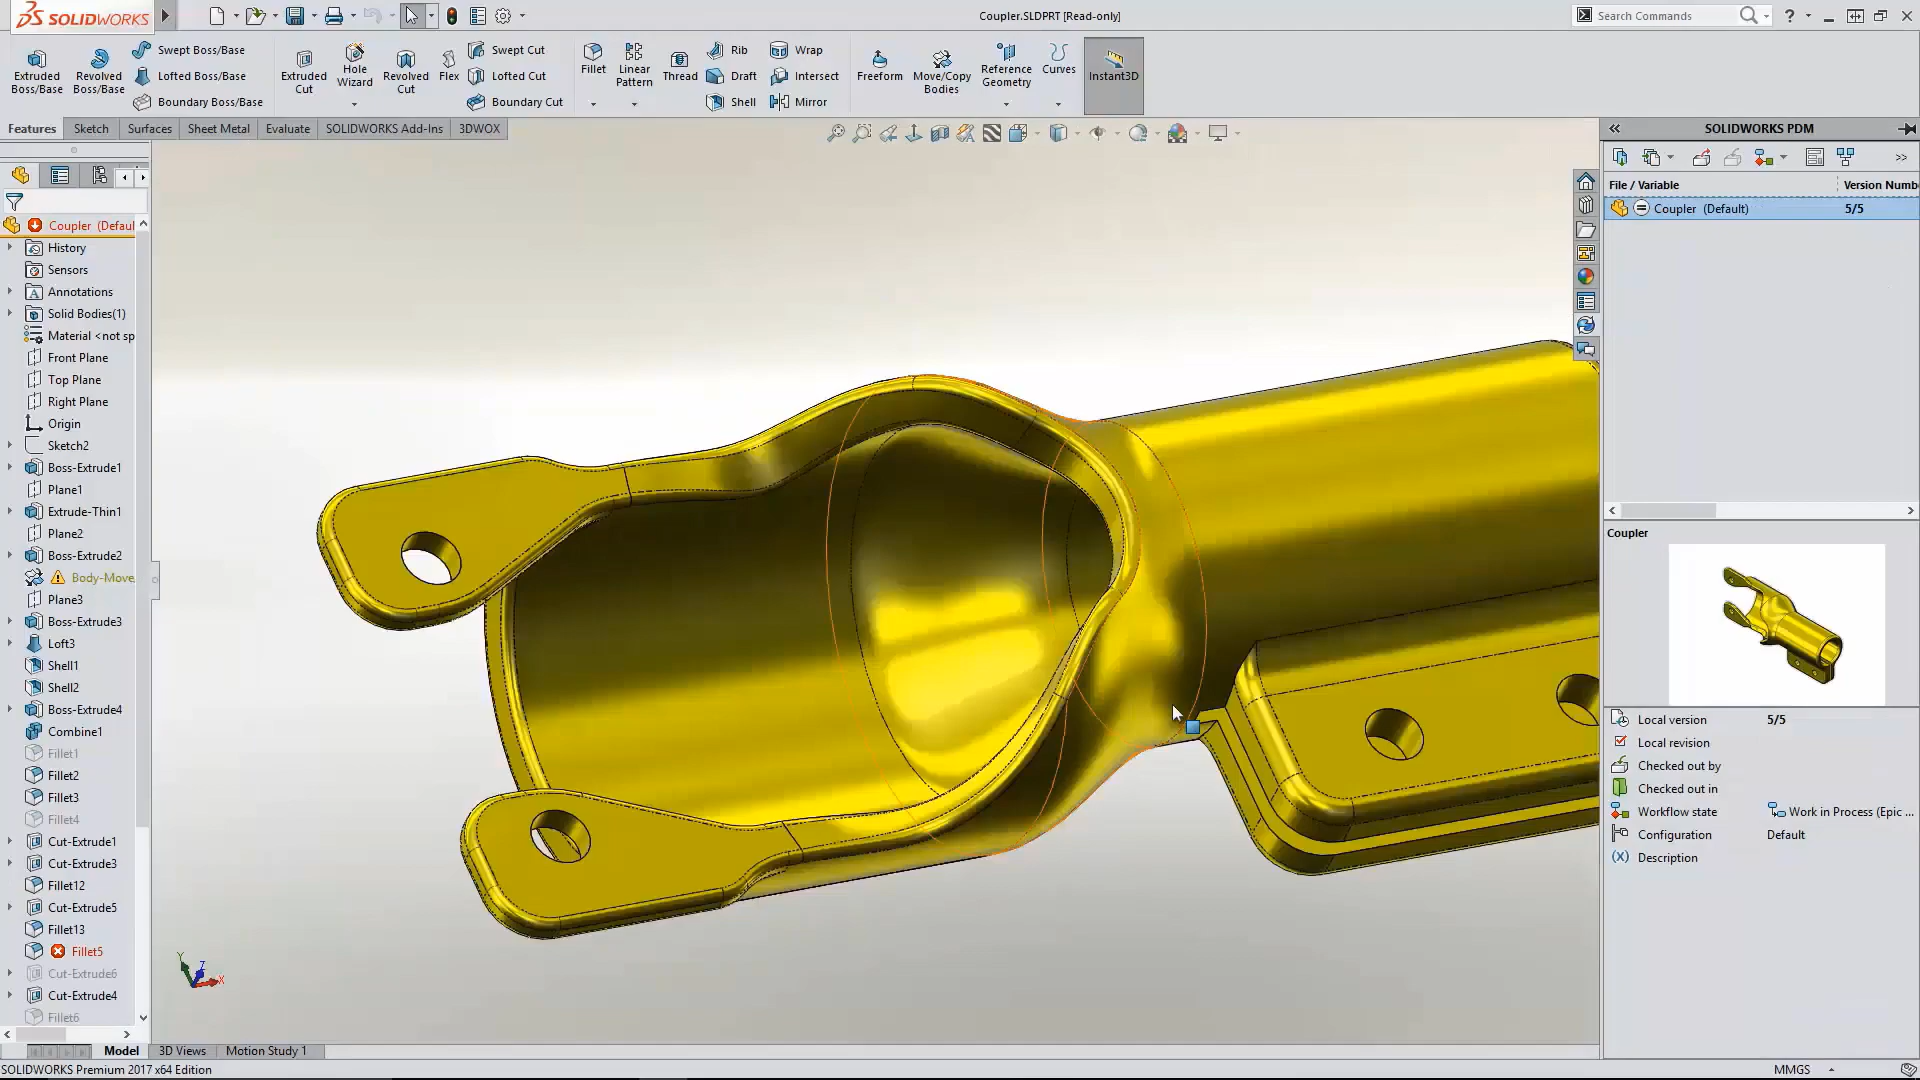 SOLIDWORKS
Coupler.SLDPRT [Read-only]
Search Commands
?
Extruded Boss/Base
Revolved Boss/Base
Swept Boss/Base
Lofted Boss/Base
Boundary Boss/Base
Extruded Cut
Hole Wizard
Revolved Cut
Flex
Swept Cut
Lofted Cut
Boundary Cut
Fillet
Linear Pattern
Thread
Rib
Draft
Shell
Wrap
Intersect
Mirror
Freeform
Move/Copy Bodies
Reference Geometry
Curves
Instant3D
Features
Sketch
Surfaces
Sheet Metal
Evaluate
SOLIDWORKS Add-Ins
3DWOX
Coupler (Defaul
History
Sensors
Annotations
Solid Bodies(1)
Material <not sp
Front Plane
Top Plane
Right Plane
Origin
Sketch2
Boss-Extrude1
Plane1
Extrude-Thin1
Plane2
Boss-Extrude2
Body-Move
Plane3
Boss-Extrude3
Loft3
Shell1
Shell2
Boss-Extrude4
Combine1
Fillet1
Fillet2
Fillet3
Fillet4
Cut-Extrude1
Cut-Extrude3
Fillet12
Cut-Extrude5
Fillet13
Fillet5
Cut-Extrude6
Cut-Extrude4
Fillet6
Y
Z
X
SOLIDWORKS PDM
File / Variable
Version Numb
Coupler (Default)
5/5
Coupler
Local version
5/5
Local revision
Checked out by
Checked out in
Workflow state
Work in Process (Epic ...
Configuration
Default
Description
Model
3D Views
Motion Study 1
SOLIDWORKS Premium 2017 x64 Edition
MMGS